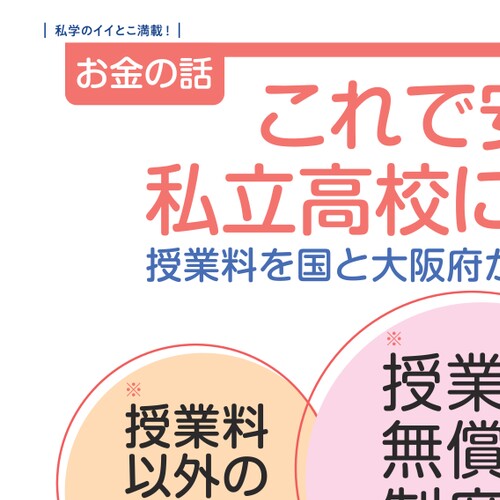 私学のイイとこ満載!
お金の話
これで
私立高校に
授業料を国と大阪府が
※
授業料
以外の
※
授業
無償